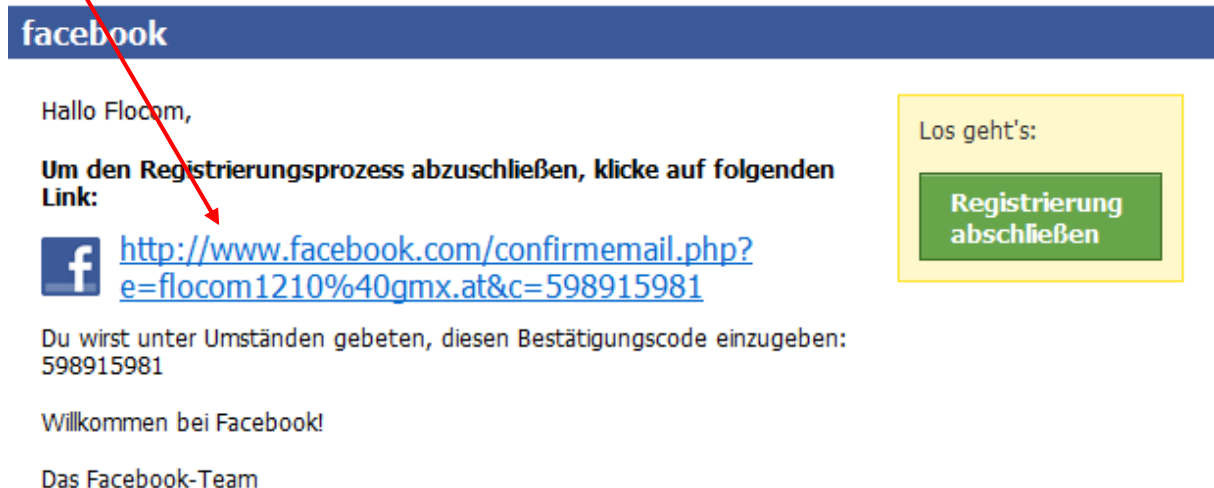 facebook
Hallo Flocom,
Um den Registrierungsprozess abzuschließen, klicke auf folgenden
Link:
http://www.facebook.com/confirmemail.php?
e=flocom1210%40gmx.at&c=598915981
Du wirst unter Umständen gebeten, diesen Bestätigungscode einzugeben:
598915981
Willkommen bei Facebook!
Das Facebook-Team
Los geht's:
Registrierung
abschließen